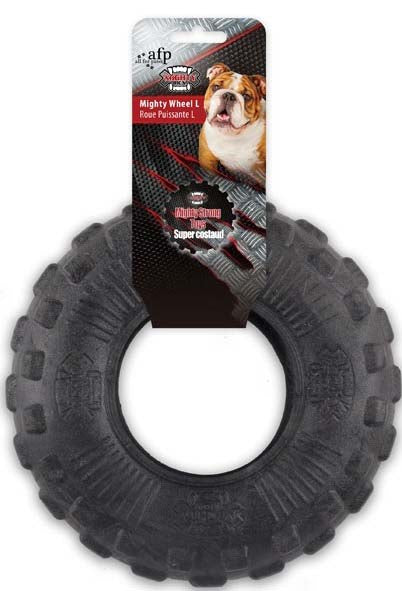 afp
all for paws
MIGHTY
Mighty Wheel L
Roue Puissante L
Mighty Strong
Toys
Super costaud